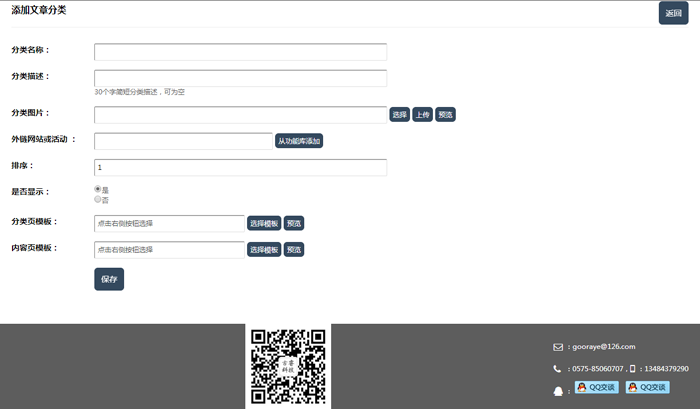 添加文章分类
返回
分类名称：
分类描述：
30个字简短分类描述，可为空
分类图片：
选择 上传 预览
外链网站或活动 ：
从功能库添加
排序：
1
是否显示：
是
否
分类页模板：
点击右侧按钮选择 选择模板 预览
内容页模板：
点击右侧按钮选择 选择模板 预览
保存
古睿
科技
：gooraye@126.com
：0575-85060707 , ：13484379290
： QQ交谈 QQ交谈